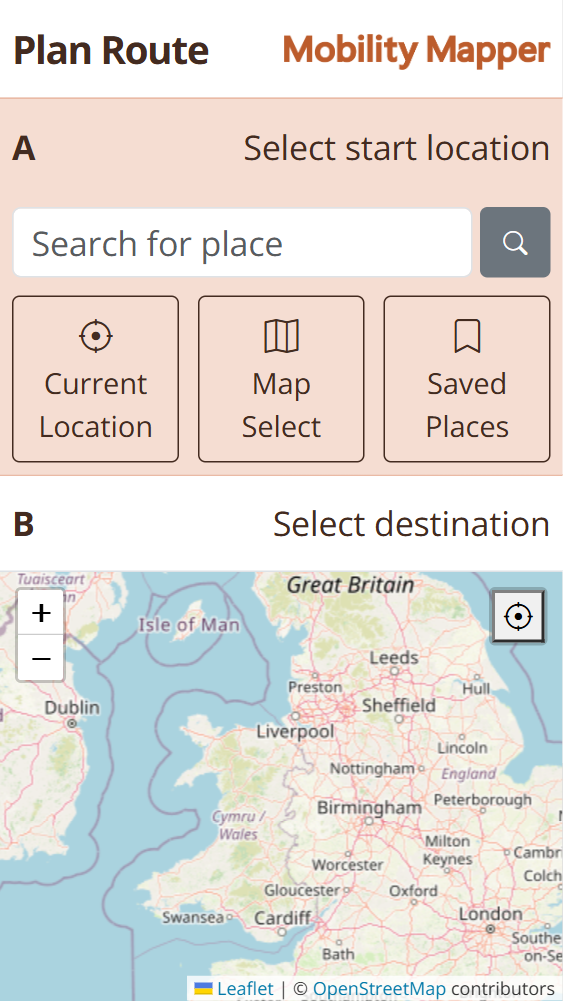 Plan Route
Mobility Mapper
A
Select start location
Search for place
Current
Location
Map
Select
Saved
Places
B
Select destination
Tuaisceart
Great Britain
+
−
Isle of Man
Leeds
Preston
Hull
Dublin
Sheffield
Liverpool
Lincoln
Nottingham
England
Birmingham
Peterborough
Cymru /
Wales
Milton
Keynes
Cambr
Worcester
Colch
Gloucester
Oxford
Swansea
Cardiff
London
Southe
on-Se
Bath
Leaflet | © OpenStreetMap contributors